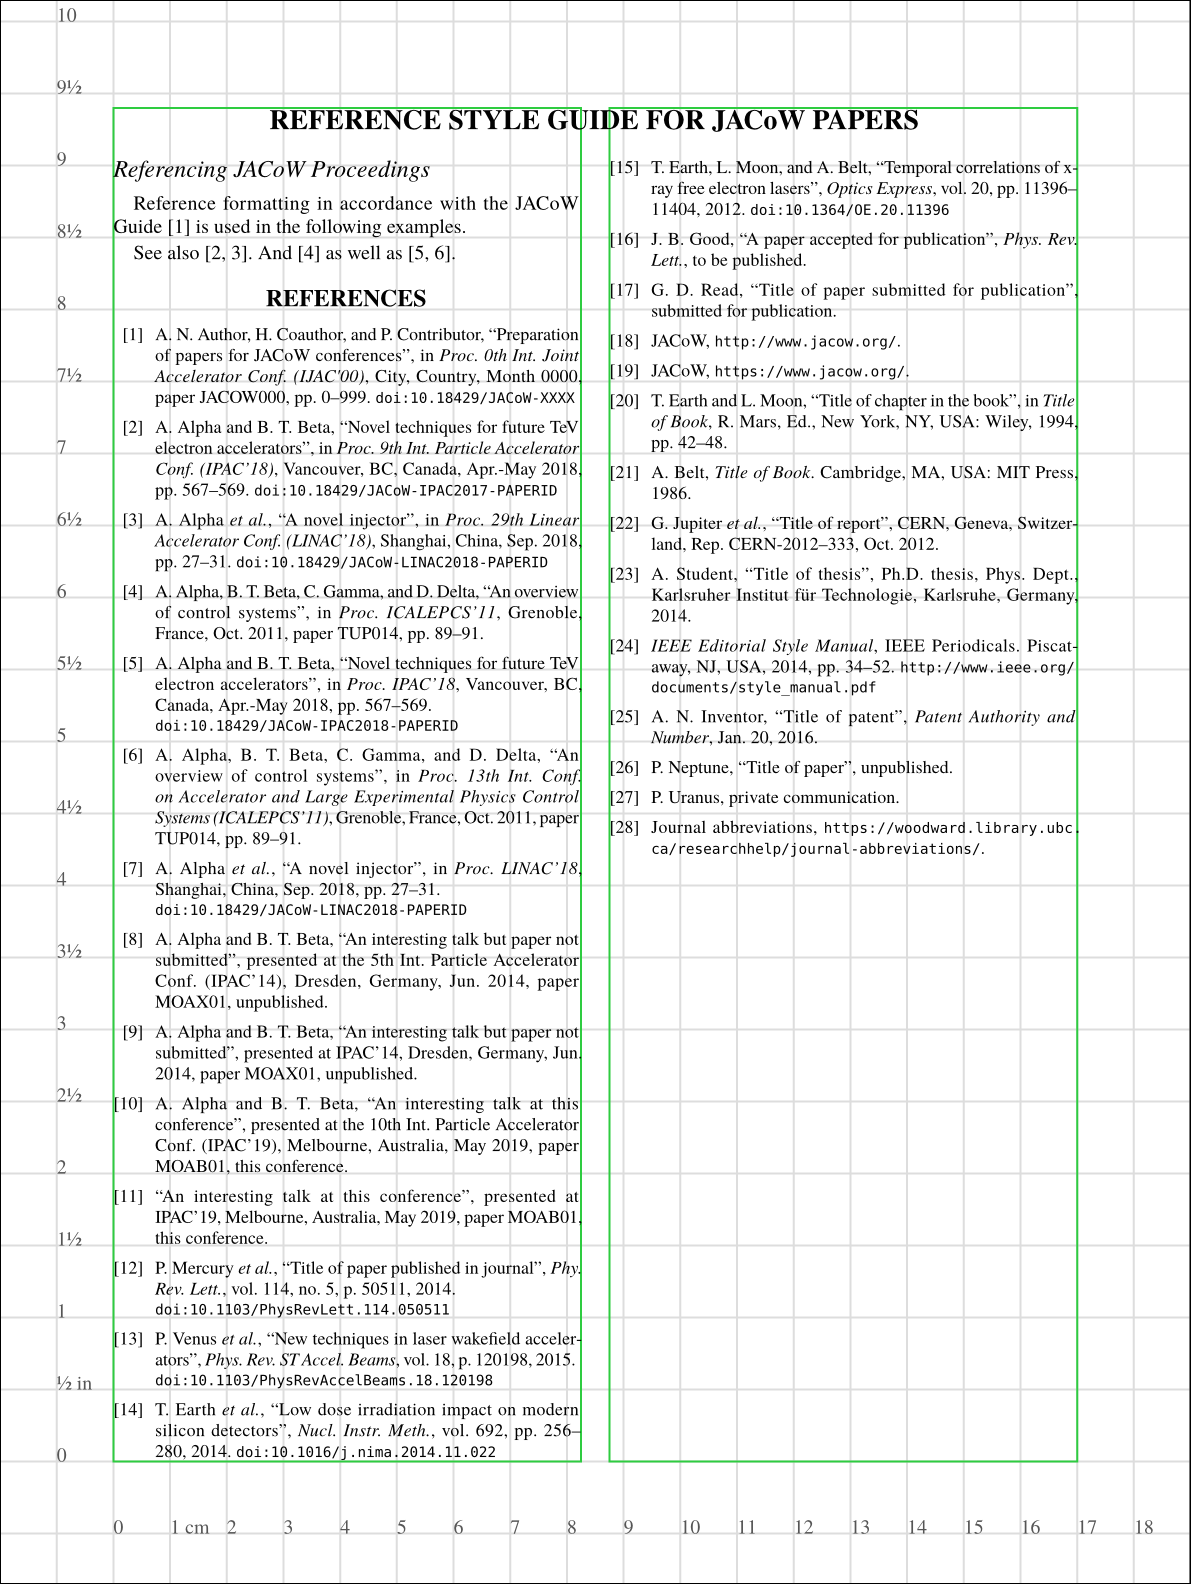 REFERENCE STYLE GUIDE FOR JACoW PAPERS
Referencing JACoW Proceedings
Reference formatting in accordance with the JACoW
Guide [1] is used in the following examples.
See also [2, 3]. And [4] as well as [5, 6].
REFERENCES
[1] A. N. Author, H. Coauthor, and P. Contributor, “Preparation
of papers for JACoW conferences”, in Proc. 0th Int. Joint
Accelerator Conf. (IJAC'00), City, Country, Month 0000,
paper JACOW000, pp. 0–999. doi:10.18429/JACoW-XXXX
[2] A. Alpha and B. T. Beta, “Novel techniques for future TeV
electron accelerators”, in Proc. 9th Int. Particle Accelerator
Conf. (IPAC’18), Vancouver, BC, Canada, Apr.-May 2018,
pp. 567–569. doi:10.18429/JACoW-IPAC2017-PAPERID
[3] A. Alpha et al., “A novel injector”, in Proc. 29th Linear
Accelerator Conf. (LINAC’18), Shanghai, China, Sep. 2018,
pp. 27–31. doi:10.18429/JACoW-LINAC2018-PAPERID
[4] A. Alpha, B. T. Beta, C. Gamma, and D. Delta, “An overview
of control systems”, in Proc. ICALEPCS’11, Grenoble,
France, Oct. 2011, paper TUP014, pp. 89–91.
[5] A. Alpha and B. T. Beta, “Novel techniques for future TeV
electron accelerators”, in Proc. IPAC’18, Vancouver, BC,
Canada, Apr.-May 2018, pp. 567–569.
doi:10.18429/JACoW-IPAC2018-PAPERID
[6] A. Alpha, B. T. Beta, C. Gamma, and D. Delta, “An
overview of control systems”, in Proc. 13th Int. Conf.
on Accelerator and Large Experimental Physics Control
Systems (ICALEPCS’11), Grenoble, France, Oct. 2011, paper
TUP014, pp. 89–91.
[7] A. Alpha et al., “A novel injector”, in Proc. LINAC’18,
Shanghai, China, Sep. 2018, pp. 27–31.
doi:10.18429/JACoW-LINAC2018-PAPERID
[8] A. Alpha and B. T. Beta, “An interesting talk but paper not
submitted”, presented at the 5th Int. Particle Accelerator
Conf. (IPAC’14), Dresden, Germany, Jun. 2014, paper
MOAX01, unpublished.
[9] A. Alpha and B. T. Beta, “An interesting talk but paper not
submitted”, presented at IPAC’14, Dresden, Germany, Jun.
2014, paper MOAX01, unpublished.
[10] A. Alpha and B. T. Beta, “An interesting talk at this
conference”, presented at the 10th Int. Particle Accelerator
Conf. (IPAC’19), Melbourne, Australia, May 2019, paper
MOAB01, this conference.
[11] “An interesting talk at this conference”, presented at
IPAC’19, Melbourne, Australia, May 2019, paper MOAB01,
this conference.
[12] P. Mercury et al., “Title of paper published in journal”, Phy.
Rev. Lett., vol. 114, no. 5, p. 50511, 2014.
doi:10.1103/PhysRevLett.114.050511
[13] P. Venus et al., “New techniques in laser wakefield acceler-
ators”, Phys. Rev. ST Accel. Beams, vol. 18, p. 120198, 2015.
doi:10.1103/PhysRevAccelBeams.18.120198
[14] T. Earth et al., “Low dose irradiation impact on modern
silicon detectors”, Nucl. Instr. Meth., vol. 692, pp. 256–
280, 2014. doi:10.1016/j.nima.2014.11.022
[15] T. Earth, L. Moon, and A. Belt, “Temporal correlations of x-
ray free electron lasers”, Optics Express, vol. 20, pp. 11396–
11404, 2012. doi:10.1364/OE.20.11396
[16] J. B. Good, “A paper accepted for publication”, Phys. Rev.
Lett., to be published.
[17] G. D. Read, “Title of paper submitted for publication”,
submitted for publication.
[18] JACoW, http://www.jacow.org/.
[19] JACoW, https://www.jacow.org/.
[20] T. Earth and L. Moon, “Title of chapter in the book”, in Title
of Book, R. Mars, Ed., New York, NY, USA: Wiley, 1994,
pp. 42–48.
[21] A. Belt, Title of Book. Cambridge, MA, USA: MIT Press,
1986.
[22] G. Jupiter et al., “Title of report”, CERN, Geneva, Switzer-
land, Rep. CERN-2012–333, Oct. 2012.
[23] A. Student, “Title of thesis”, Ph.D. thesis, Phys. Dept.,
Karlsruher Institut für Technologie, Karlsruhe, Germany,
2014.
[24] IEEE Editorial Style Manual, IEEE Periodicals. Piscat-
away, NJ, USA, 2014, pp. 34–52. http://www.ieee.org/
documents/style_manual.pdf
[25] A. N. Inventor, “Title of patent”, Patent Authority and
Number, Jan. 20, 2016.
[26] P. Neptune, “Title of paper”, unpublished.
[27] P. Uranus, private communication.
[28] Journal abbreviations, https://woodward.library.ubc.
ca/researchhelp/journal-abbreviations/.
10
9½
9
8½
8
7½
7
6½
6
5½
5
4½
4
3½
3
2½
2
1½
1
½ in
0
0 1 cm 2 3 4 5 6 7 8 9 10 11 12 13 14 15 16 17 18